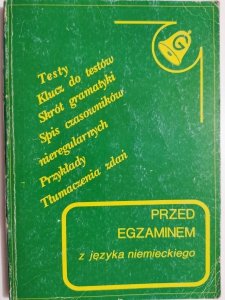 G
Testy
Klucz do testów
Skrót gramatyki
Spis czasowników
nieregularnych
Przykłady
Tłumaczenia zdań
PRZED
EGZAMINEM
z języka niemieckiego